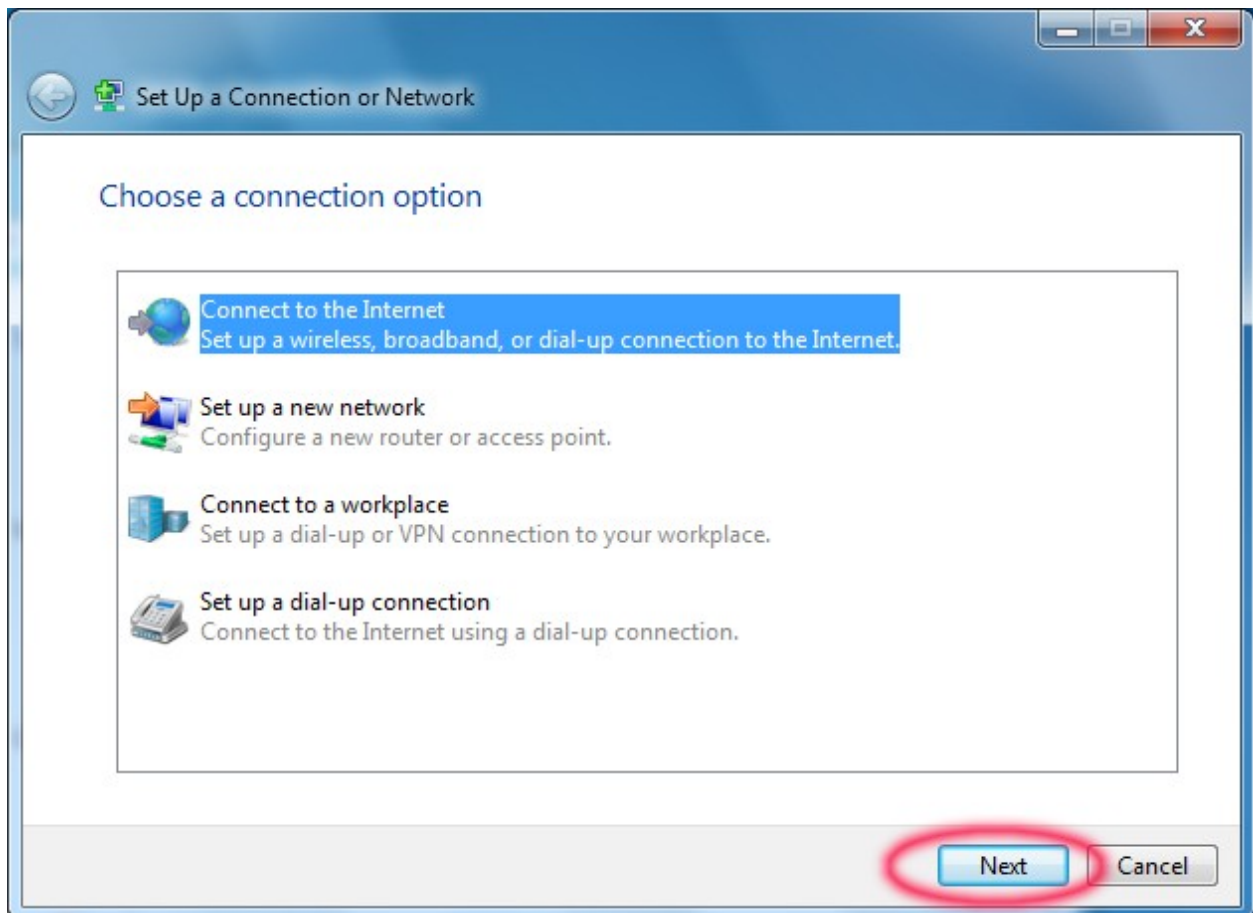 Set Up a Connection or Network
Choose a connection option
Connect to the Internet
Set up a wireless, broadband, or dial-up connection to the Internet.
Set up a new network
Configure a new router or access point.
Connect to a workplace
Set up a dial-up or VPN connection to your workplace.
Set up a dial-up connection
Connect to the Internet using a dial-up connection.
Next
Cancel